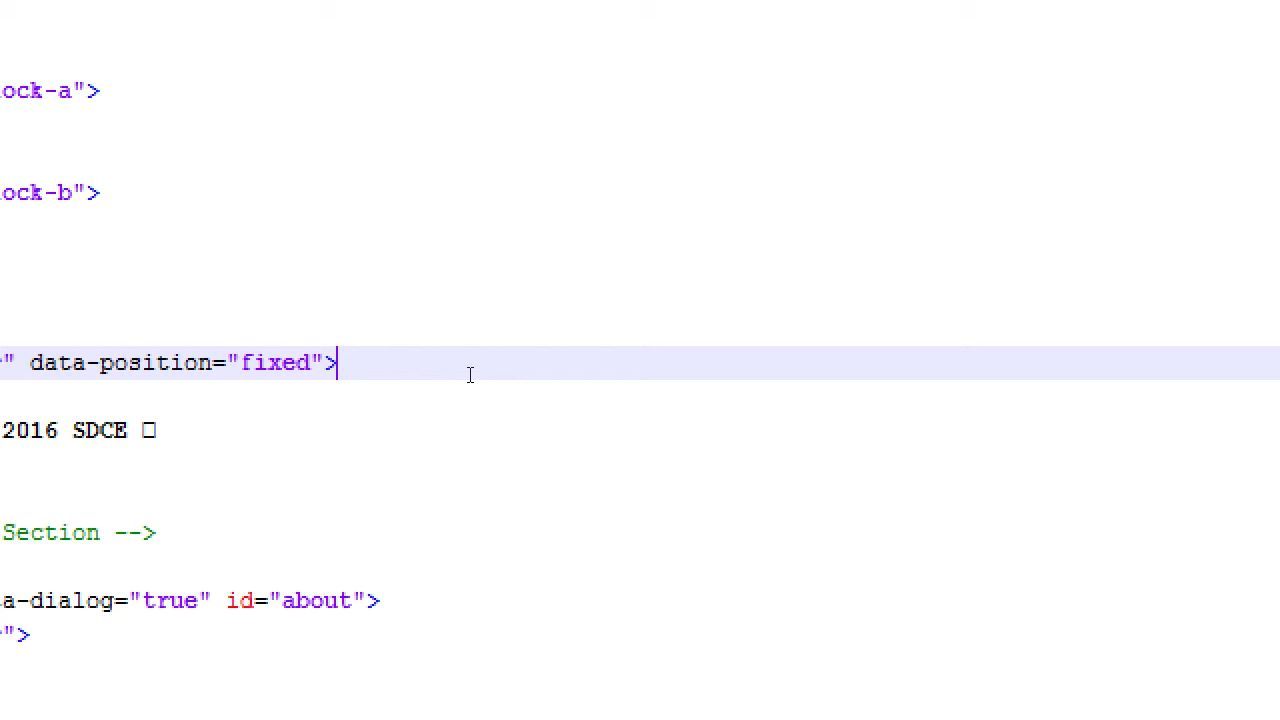 ock-a">
ock-b">
" data-position="fixed">
2016 SDCE □
Section -->
a-dialog="true" id="about">
">